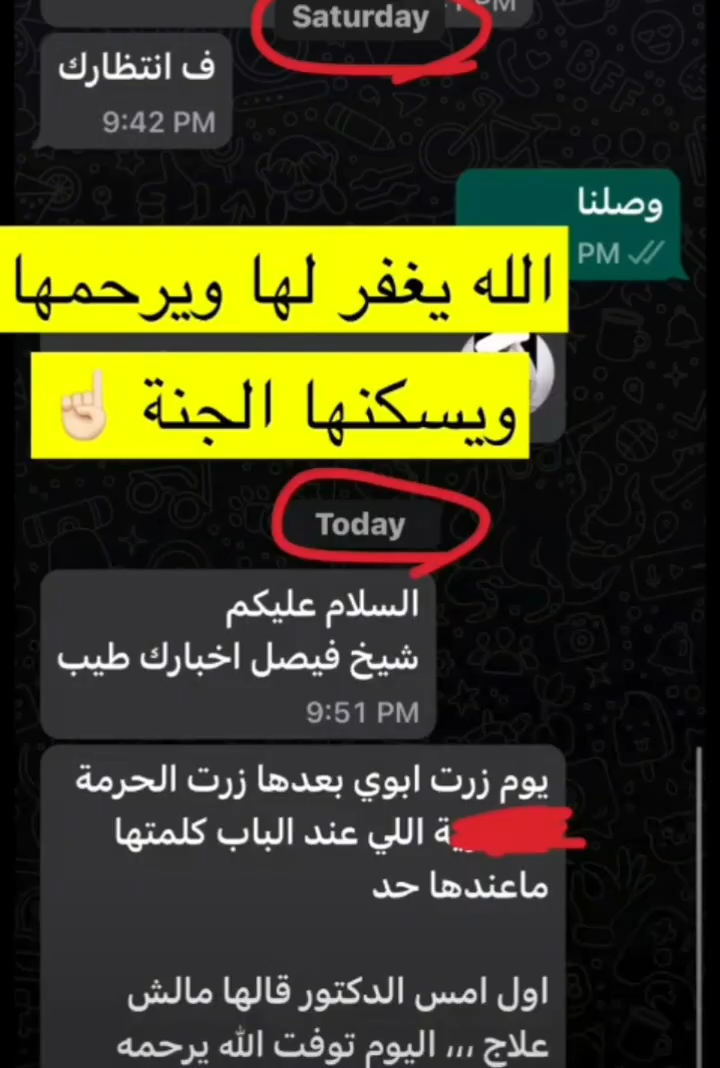 Saturday
ف انتظارك
9:42 PM
وصلنا
PM
الله يغفر لها ويرحمها
ويسكنها الجنة ☝🏻
Today
السلام عليكم
شيخ فيصل اخبارك طيب
9:51 PM
يوم زرت ابوي بعدها زرت الحرمة
اللي عند الباب كلمتها
ماعندها حد
اول امس الدكتور قالها مالش
علاج ,,, اليوم توفت الله يرحمه